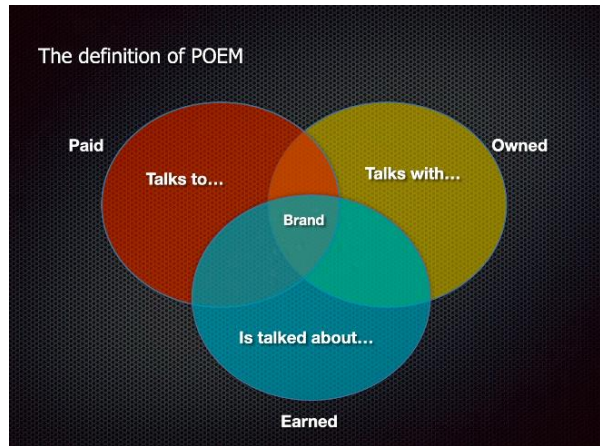 The definition of POEM
Paid
Owned
Talks to...
Talks with...
Brand
Is talked about...
Earned